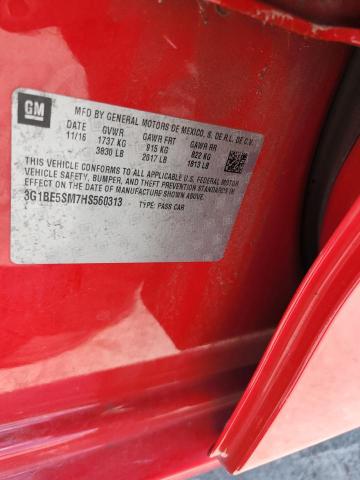 GM
MFD BY GENERAL MOTORS DE MEXICO, S. DE R.L. DE C.V.
DATE GVWR GAWR FRT GAWR RR
11/16 1737 KG 915 KG 822 KG
3830 LB 2017 LB 1813 LB
THIS VEHICLE CONFORMS TO ALL APPLICABLE U.S. FEDERAL MOTOR
VEHICLE SAFETY, BUMPER, AND THEFT PREVENTION STANDARDS IN
EFFECT ON THE DATE OF MANUFACTURE SHOWN ABOVE.
3G1BE5SM7HS560313 TYPE: PASS CAR